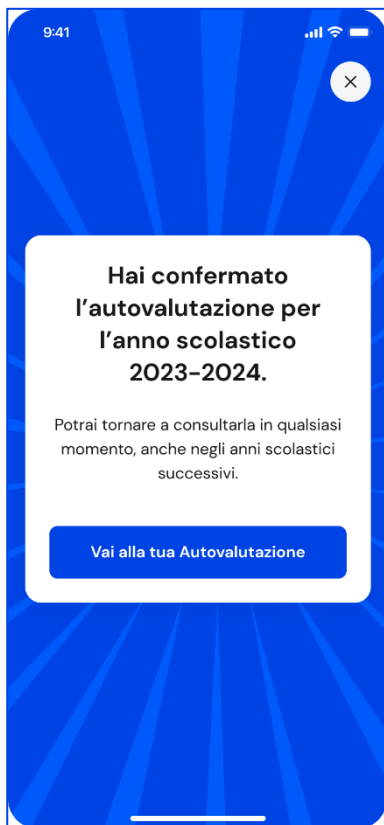 9:41
Hai confermato
l’autovalutazione per
l’anno scolastico
2023-2024.
Potrai tornare a consultarla in qualsiasi
momento, anche negli anni scolastici
successivi.
Vai alla tua Autovalutazione